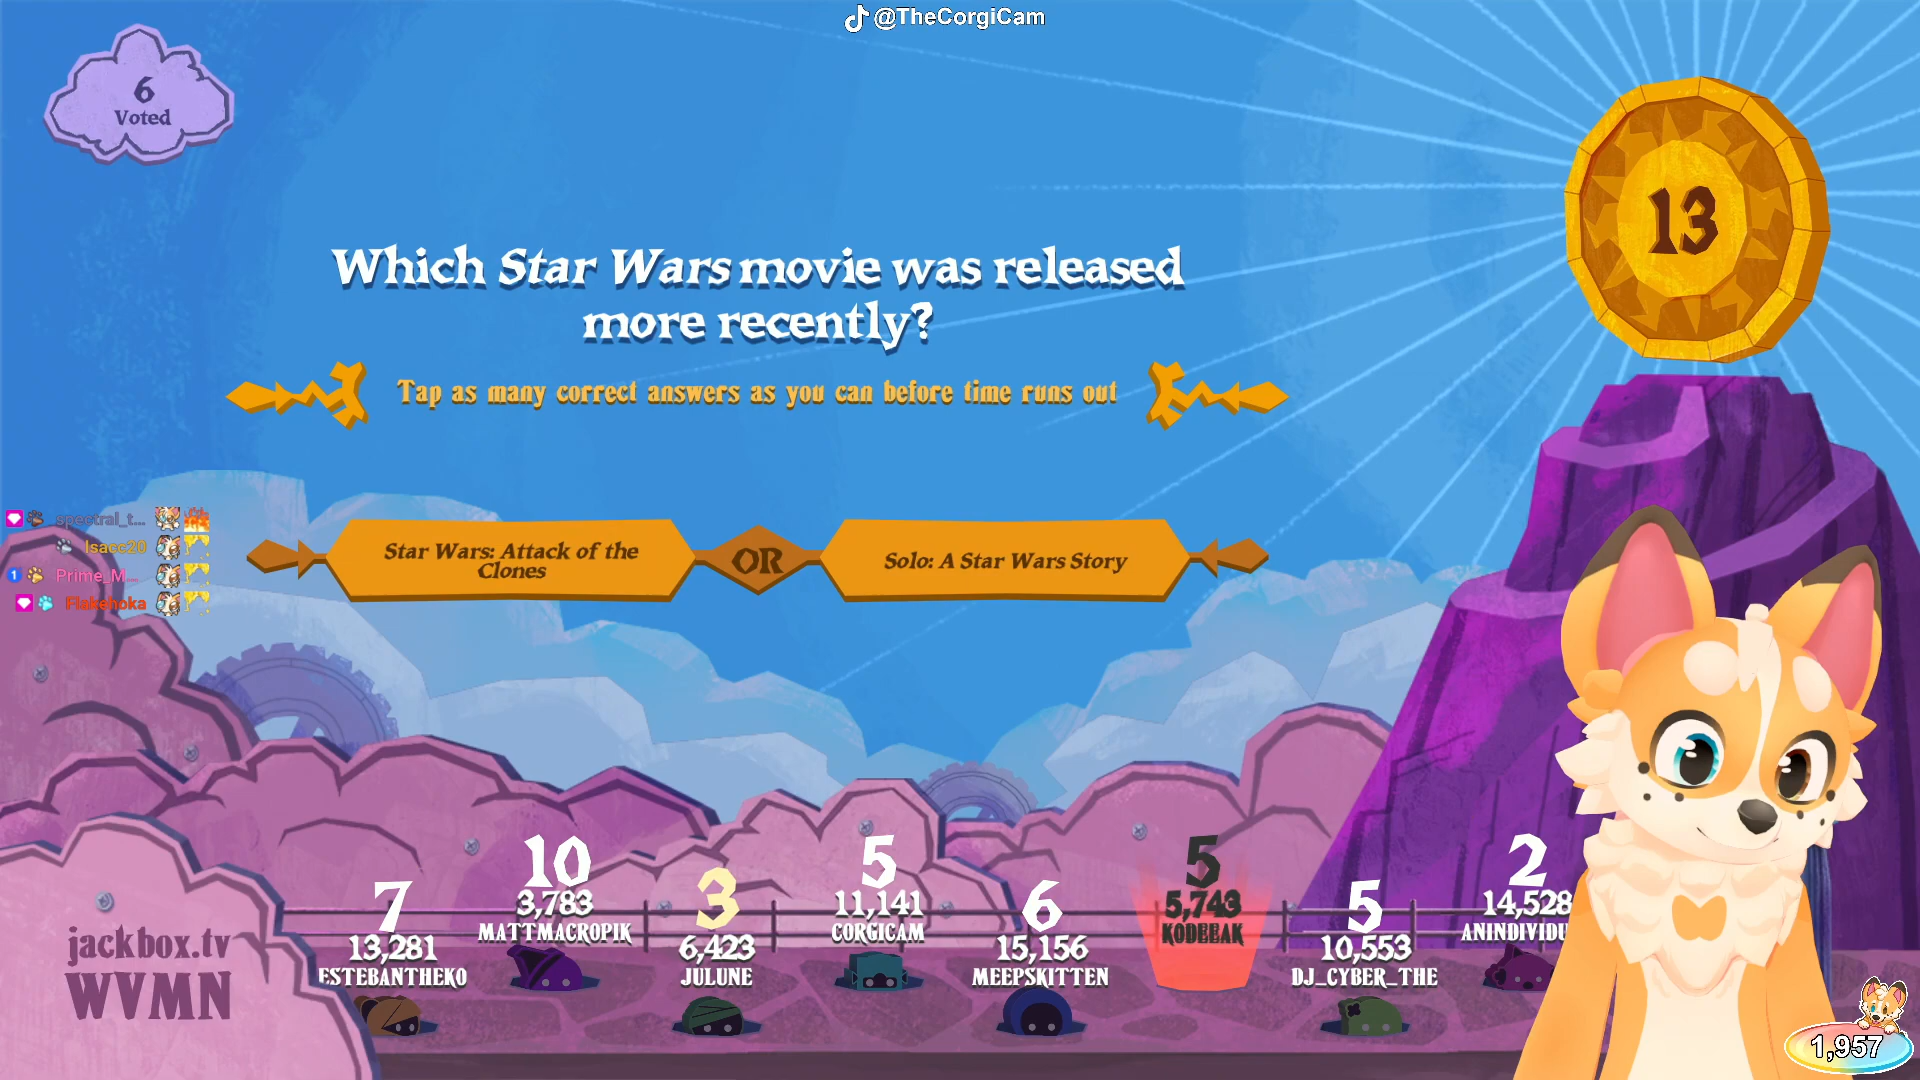 @TheCorgiCam
6
Voted
13
Which Star Wars movie was released
more recently?
Tap as many correct answers as you can before time runs out
_spectral_t...
Isacc20
1 Prime_M...
Flakehoka
Star Wars: Attack of the
Clones
OR
Solo: A Star Wars Story
7
13,281
ESTEBANTHEKO
10
3,783
MATTMACROPIK
3
6,423
JULUNE
5
11,141
CORGICAM
6
15,156
MEEPSKITTEN
5
5,743
KODEEAK
5
10,553
DJ_CYBER_THE
2
14,528
ANINDIVIDU
jackbox.tv
WVMN
1,957